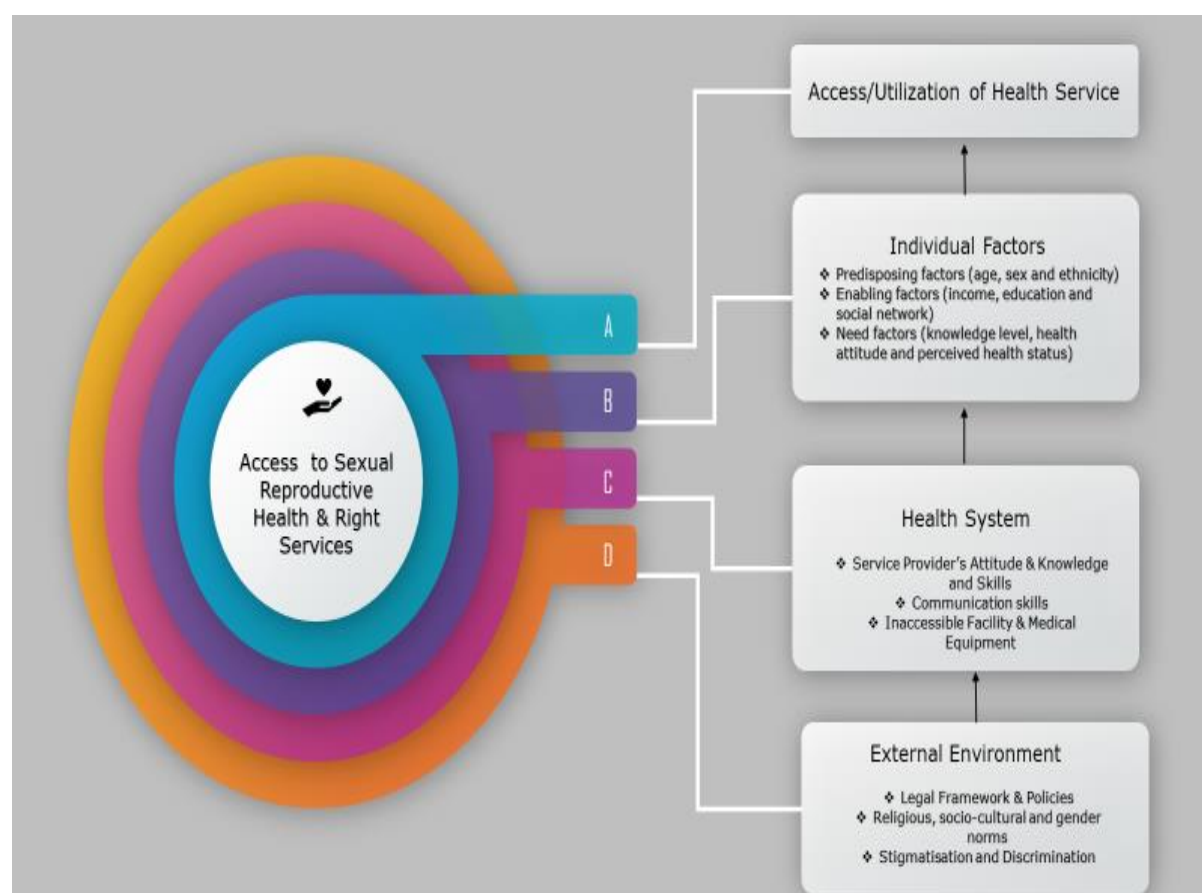 Access to Sexual
Reproductive
Health & Right
Services
A
B
C
D
Access/Utilization of Health Service
Individual Factors
❖ Predisposing factors (age, sex and ethnicity)
❖ Enabling factors (income, education and
social network)
❖ Need factors (knowledge level, health
attitude and perceived health status)
Health System
❖ Service Provider's Attitude & Knowledge
and Skills
❖ Communication skills
❖ Inaccessible Facility & Medical
Equipment
External Environment
❖ Legal Framework & Policies
❖ Religious, socio-cultural and gender
norms
❖ Stigmatisation and Discrimination